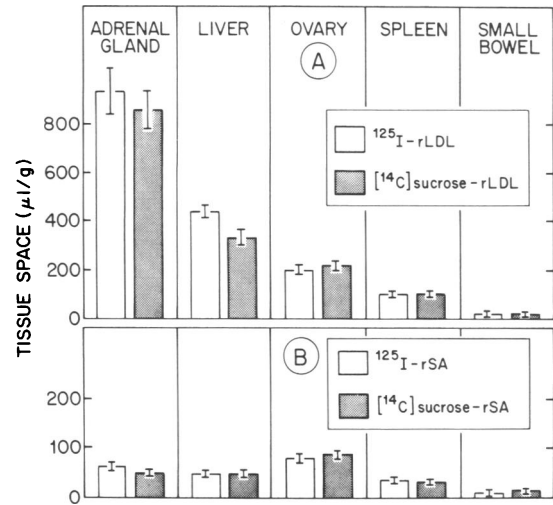 ADRENAL GLAND
LIVER
OVARY
SPLEEN
SMALL BOWEL
A
¹²⁵I-rLDL
[¹⁴C]sucrose-rLDL
800
600
400
200
0
TISSUE SPACE (μl/g)
B
¹²⁵I-rSA
[¹⁴C]sucrose-rSA
200
100
0